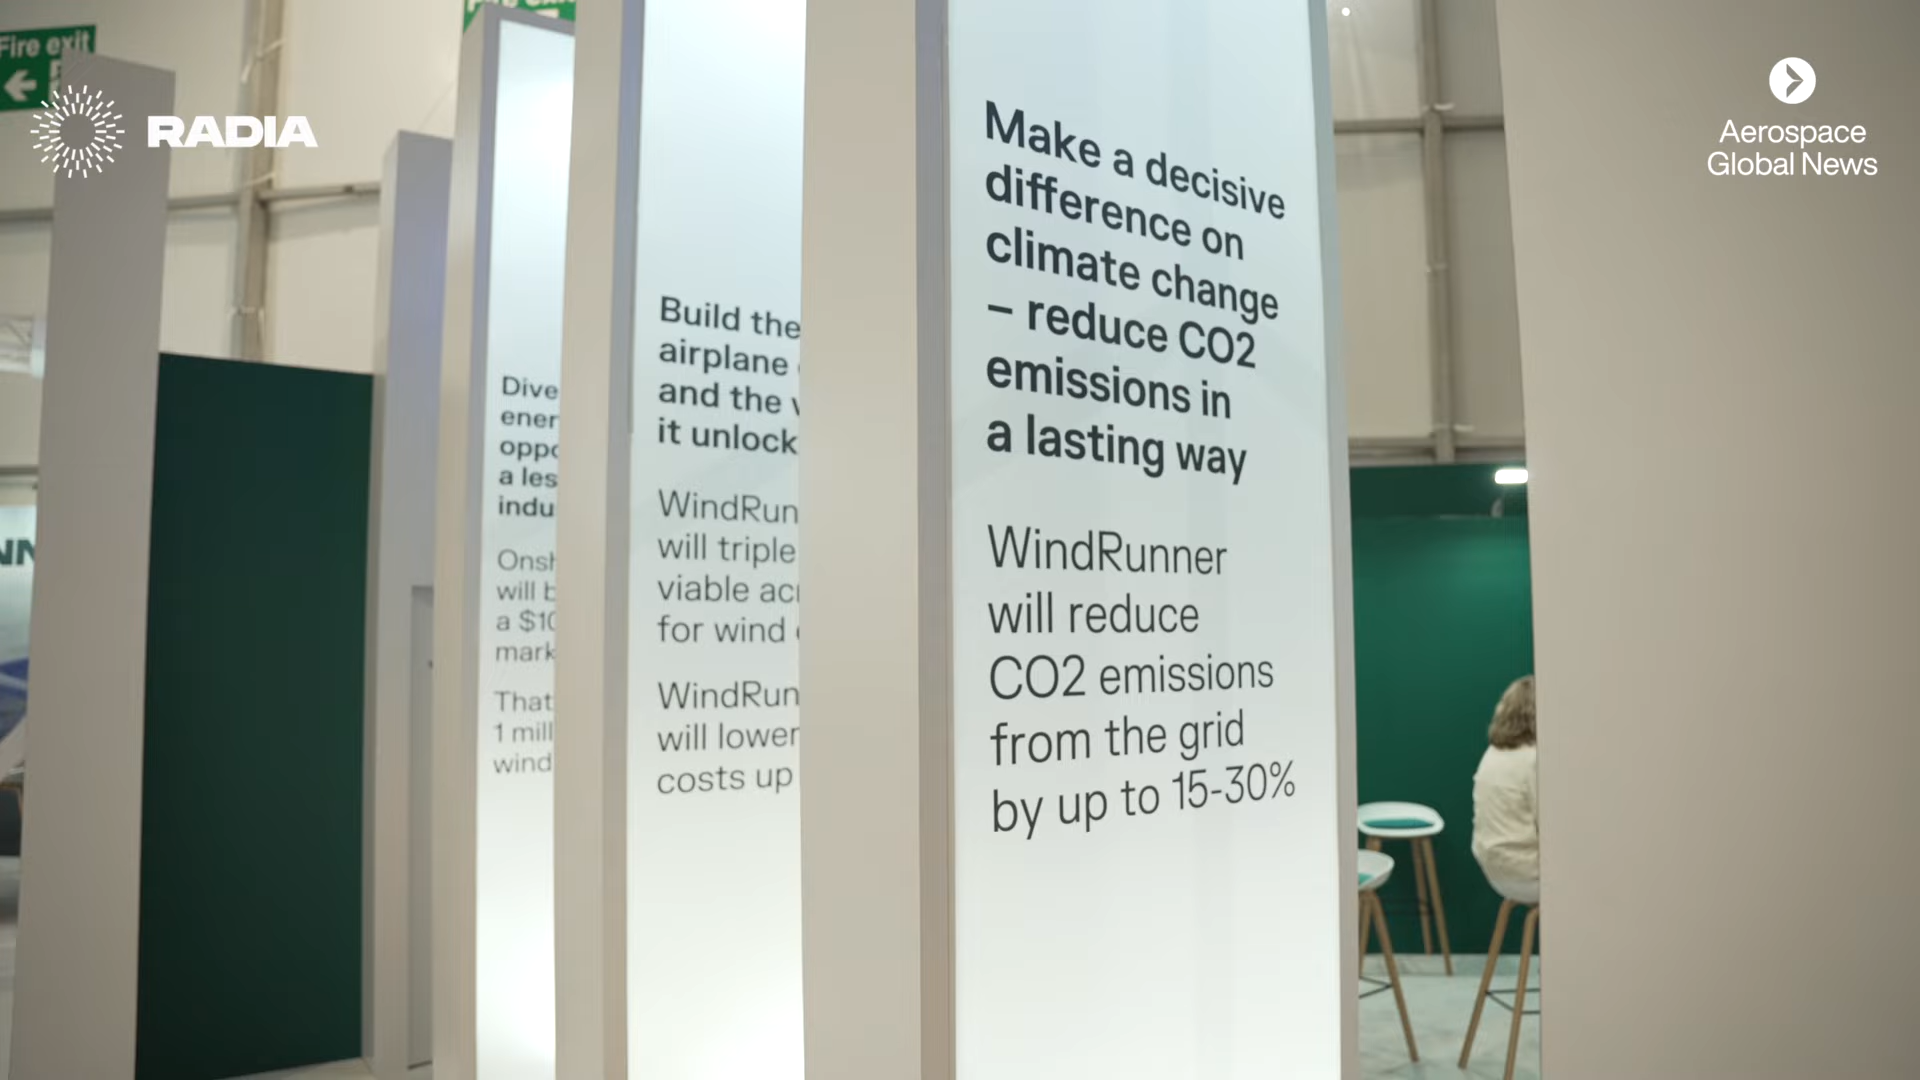 Fire exit
RADIA
Aerospace
Global News
Make a decisive
difference on
climate change
– reduce CO2
emissions in
a lasting way
WindRunner
will reduce
CO2 emissions
from the grid
by up to 15-30%
Build the
airplane
and the
it unlock
WindRun
will triple
viable
for wind
WindRun
will lower
costs up
Dive
ener
oppo
a les
indu
Onsh
will
a $10
mark
That
1 mill
wind